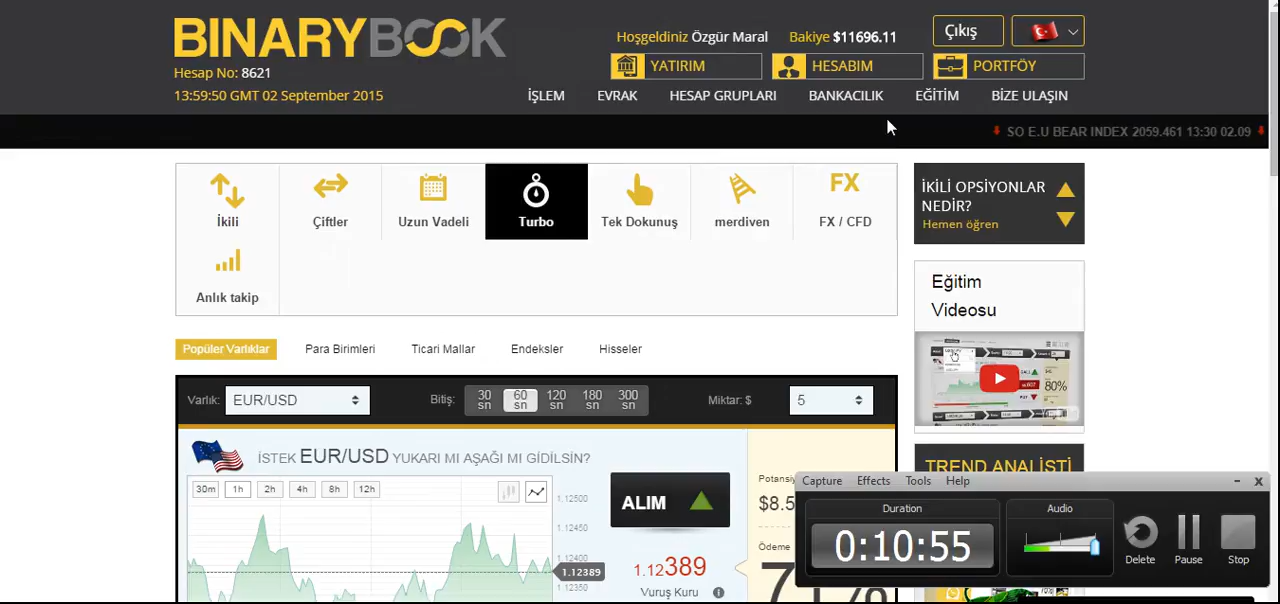 BINARYBOOK
Hoşgeldiniz Özgür Maral Bakiye $11696.11
Çıkış
Hesap No: 8621
YATIRIM
HESABIM
PORTFÖY
13:59:50 GMT 02 September 2015
İŞLEM
EVRAK
HESAP GRUPLARI
BANKACILIK
EĞİTİM
BİZE ULAŞIN
SO E.U BEAR INDEX 2059.461 13:30 02.09
İkili
Çiftler
Uzun Vadeli
Turbo
Tek Dokunuş
merdiven
FX
FX / CFD
Anlık takip
İKİLİ OPSİYONLAR
NEDİR?
Hemen öğren
Eğitim
Videosu
80%
Popüler Varlıklar
Para Birimleri
Ticari Mallar
Endeksler
Hisseler
Varlık: EUR/USD
Bitiş:
30 sn
60 sn
120 sn
180 sn
300 sn
Miktar: $ 5
TREND ANALİSTİ
İSTEK EUR/USD YUKARI MI AŞAĞI MI GİDİLSİN?
30m 1h 2h 4h 8h 12h
1.12500
1.12450
1.12400
1.12389
1.12350
ALIM
1.12389
Vuruş Kuru
$8.5
Ödeme
Capture Effects Tools Help
Duration
0:10:55
Audio
Delete
Pause
Stop